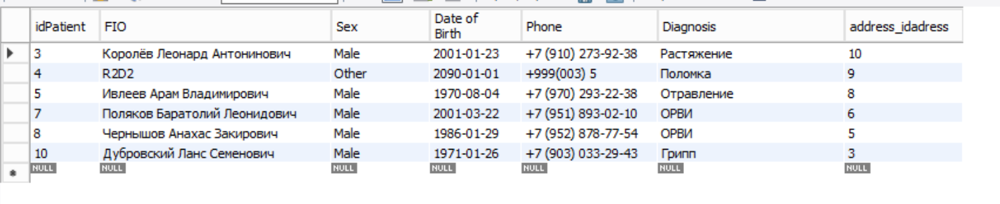 idPatient FIO Sex Date of Birth Phone Diagnosis address_idadress
3 Королёв Леонард Антонинович Male 2001-01-23 +7 (910) 273-92-38 Растяжение 10
4 R2D2 Other 2090-01-01 +999(003) 5 Поломка 9
5 Ивлеев Арам Владимирович Male 1970-08-04 +7 (970) 293-22-38 Отравление 8
7 Поляков Баратолий Леонидович Male 2001-03-22 +7 (951) 893-02-10 ОРВИ 6
8 Чернышов Анахас Закирович Male 1986-01-29 +7 (952) 878-77-54 ОРВИ 5
10 Дубровский Ланс Семенович Male 1971-01-26 +7 (903) 033-29-43 Грипп 3
NULL NULL NULL NULL NULL NULL NULL